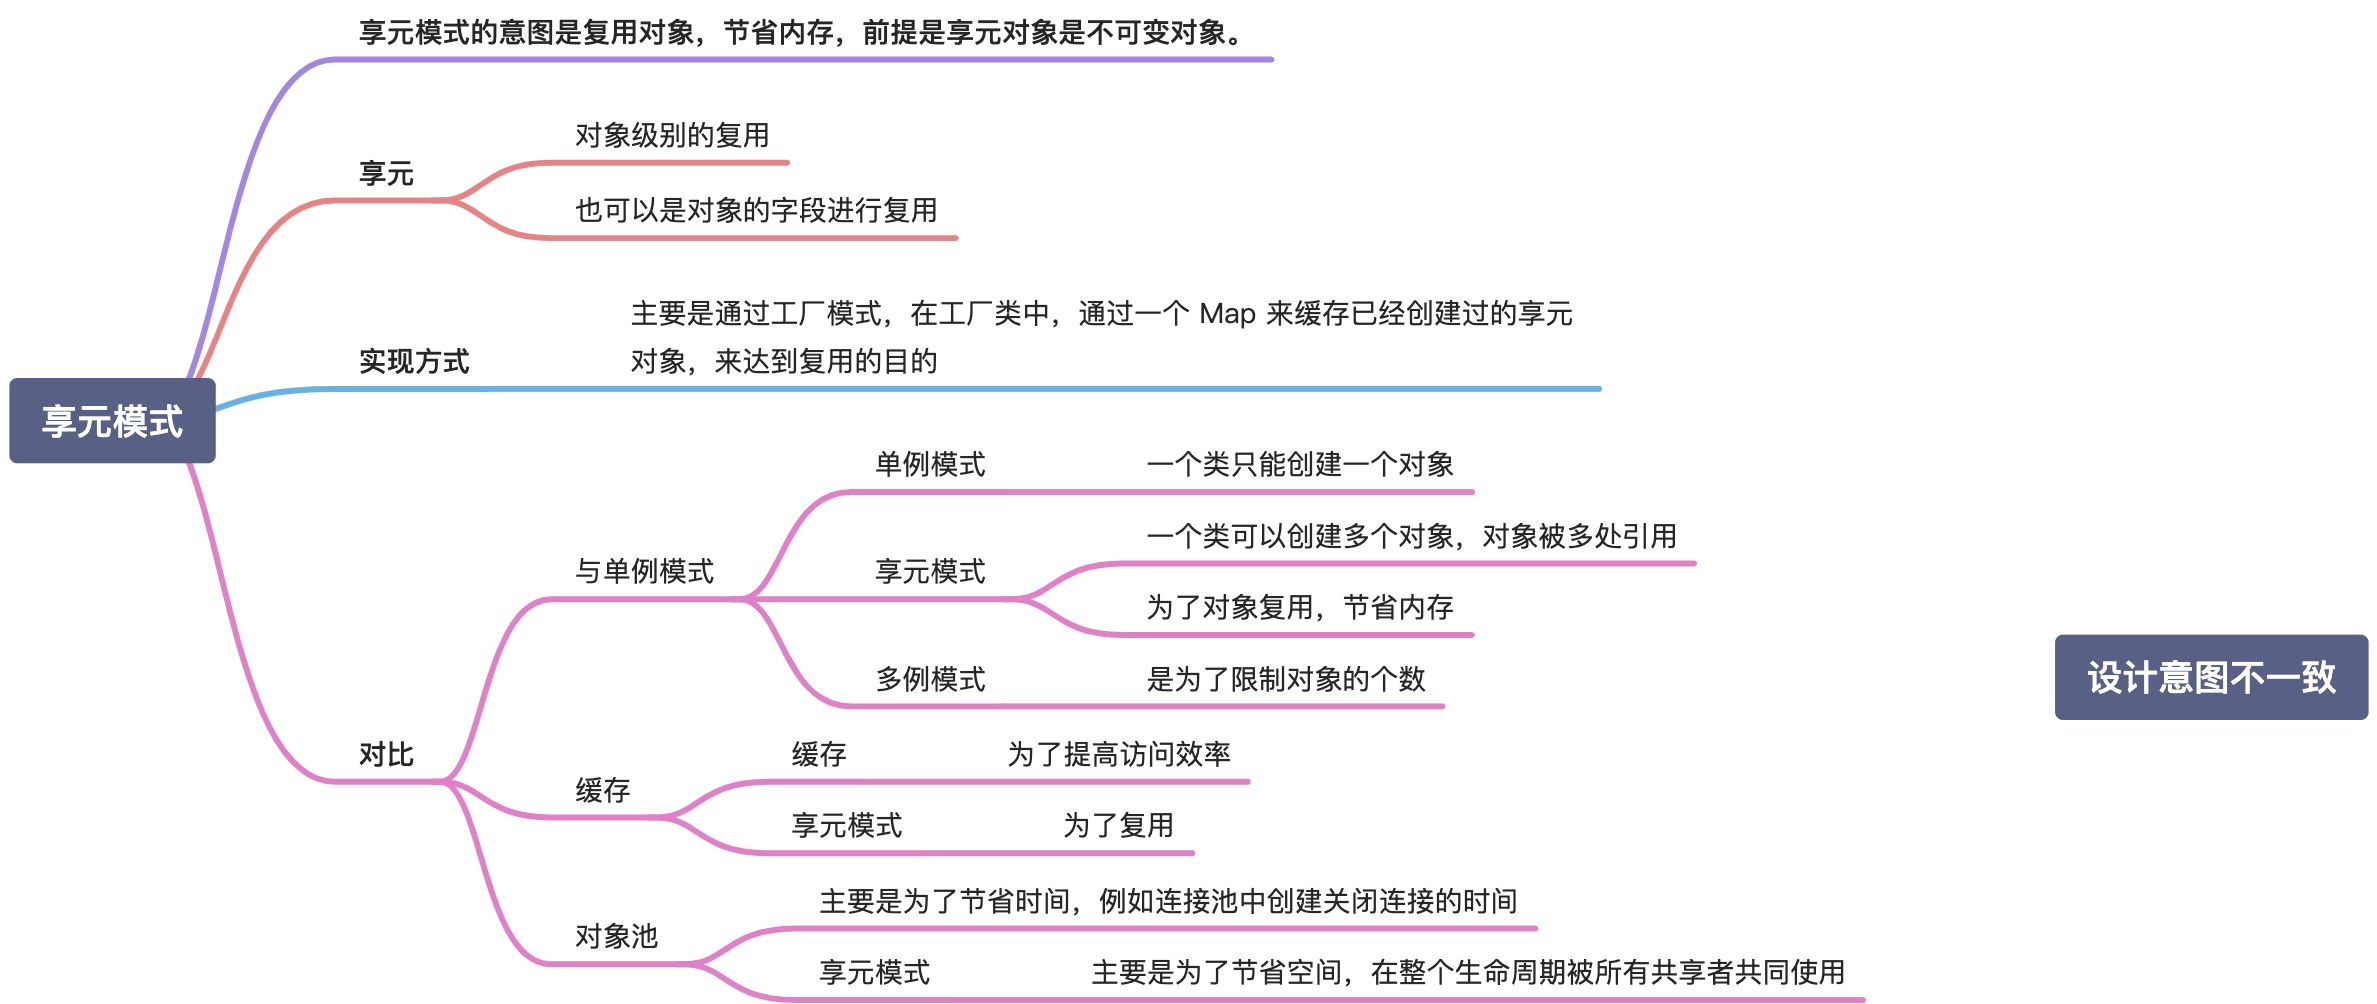 享元模式的意图是复用对象，节省内存，前提是享元对象是不可变对象。
对象级别的复用
享元
也可以是对象的字段进行复用
主要是通过工厂模式，在工厂类中，通过一个 Map 来缓存已经创建过的享元
对象，来达到复用的目的
实现方式
享元模式
单例模式
一个类只能创建一个对象
一个类可以创建多个对象，对象被多处引用
与单例模式
享元模式
为了对象复用，节省内存
多例模式
是为了限制对象的个数
设计意图不一致
对比
缓存
为了提高访问效率
缓存
享元模式
为了复用
主要是为了节省时间，例如连接池中创建关闭连接的时间
对象池
享元模式
主要是为了节省空间，在整个生命周期被所有共享者共同使用